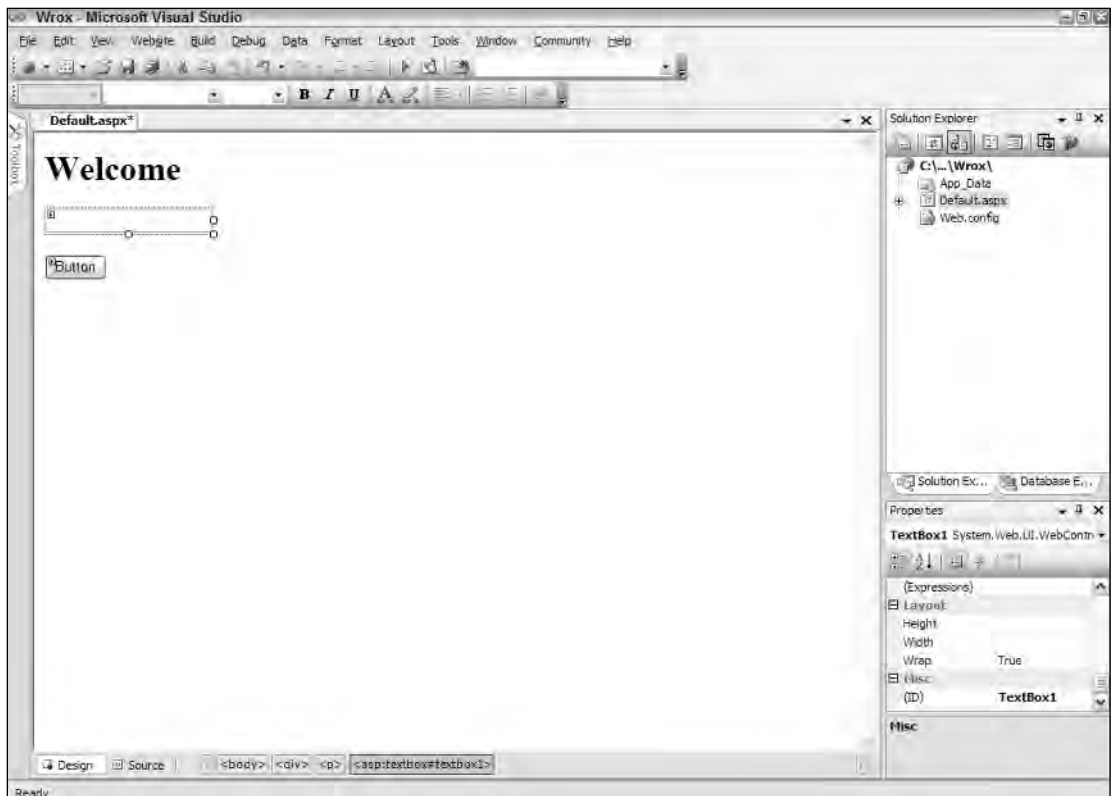 Wrox - Microsoft Visual Studio
File Edit View Website Build Debug Data Format Layout Tools Window Community Help
B I U A
Default.aspx*
Toolbox
Welcome
Button
Design Source <body> <div> <p> <asp:textbox#textbox1>
Ready
Solution Explorer
C:\...\Wrox\
App_Data
Default.aspx
Web.config
Solution Ex... Database E...
Properties
TextBox1 System.Web.UI.WebContr
(Expressions)
Layout
Height
Width
Wrap True
Misc
(ID) TextBox1
Misc